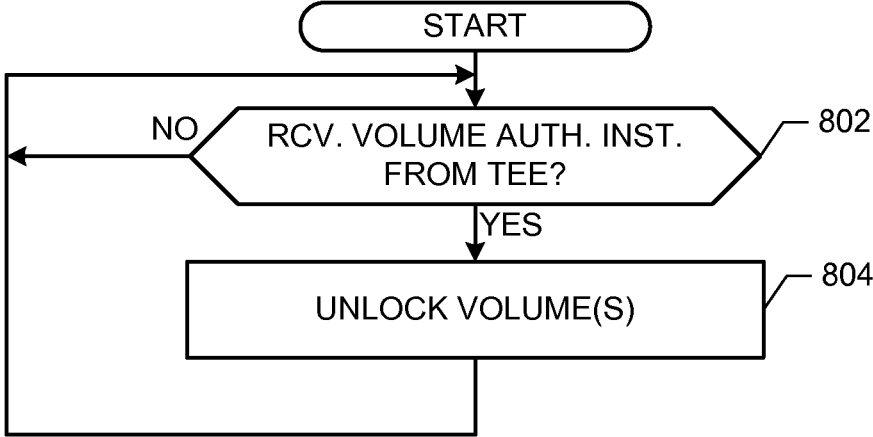 START
RCV. VOLUME AUTH. INST.
FROM TEE?
802
NO
YES
UNLOCK VOLUME(S)
804